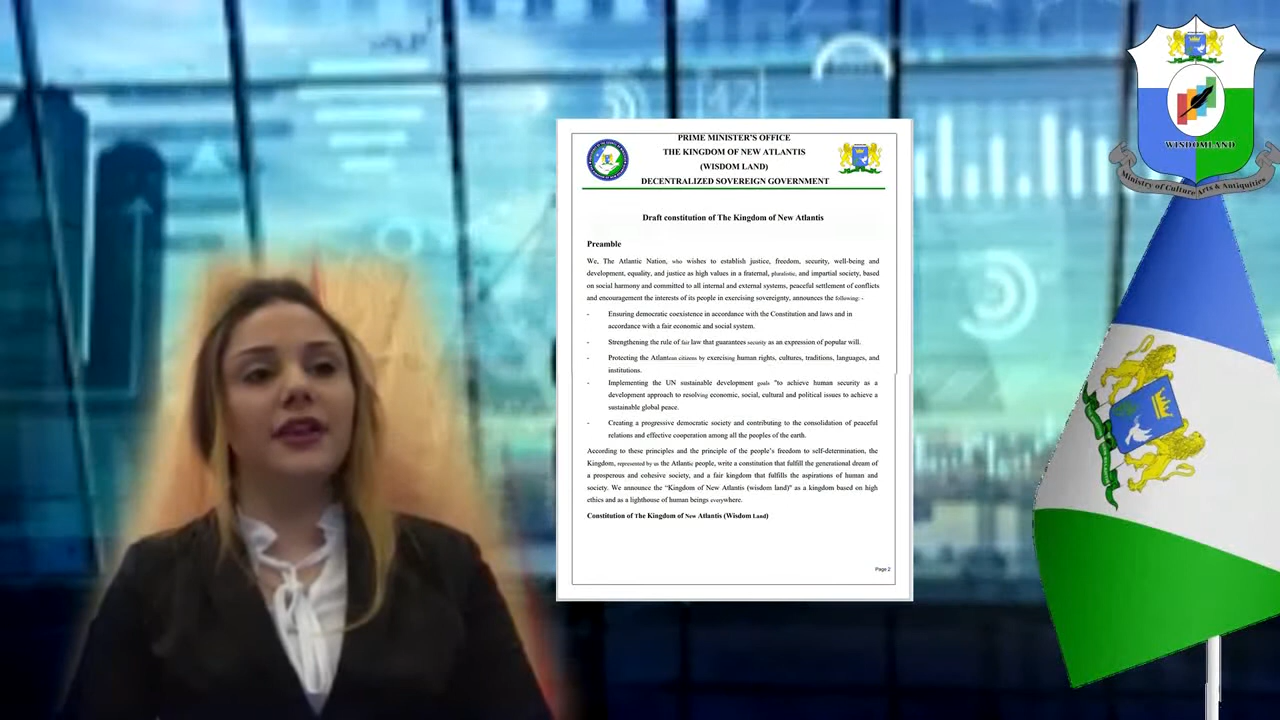 PRIME MINISTER'S OFFICE
THE KINGDOM OF NEW ATLANTIS
(WISDOM LAND)
DECENTRALIZED SOVEREIGN GOVERNMENT
Draft constitution of The Kingdom of New Atlantis
Preamble
We, The Atlantic Nation, who wishes to establish justice, freedom, security, well-being and
development, equality, and justice as high values in a fraternal, pluralotic, and impartial society, based
on social harmony and committed to all internal and external systems, peaceful settlement of conflicts
and encouragement the interests of its people in exercising sovereignty, announces the following: -
- Ensuring democratic coexistence in accordance with the Constitution and laws and in
accordance with a fair economic and social system.
- Strengthening the rule of fair law that guarantees security as an expression of popular will.
- Protecting the Atlantean citizens by exercising human rights, cultures, traditions, languages, and
institutions.
- Implementing the UN sustainable development goals "to achieve human security as a
development approach to resolving economic, social, cultural and political issues to achieve a
sustainable global peace.
- Creating a progressive democratic society and contributing to the consolidation of peaceful
relations and effective cooperation among all the peoples of the earth.
According to these principles and the principle of the people's freedom to self-determination, the
Kingdom, represented by us the Atlantic people, write a constitution that fulfill the generational dream of
a prosperous and cohesive society, and a fair kingdom that fulfills the aspirations of human and
society. We announce the "Kingdom of New Atlantis (wisdom land)" as a kingdom based on high
ethics and as a lighthouse of human beings everywhere.
Constitution of The Kingdom of New Atlantis (Wisdom Land)
Page 2
WISDOMLAND
Ministry of Culture Arts & Antiquities